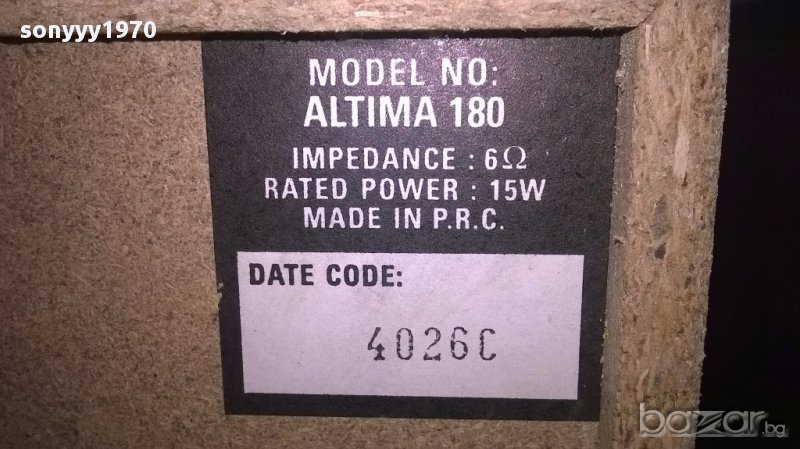 sonyyy1970
MODEL NO:
ALTIMA 180
IMPEDANCE : 6Ω
RATED POWER : 15W
MADE IN P.R.C.
DATE CODE:
4026C
bazar.bg